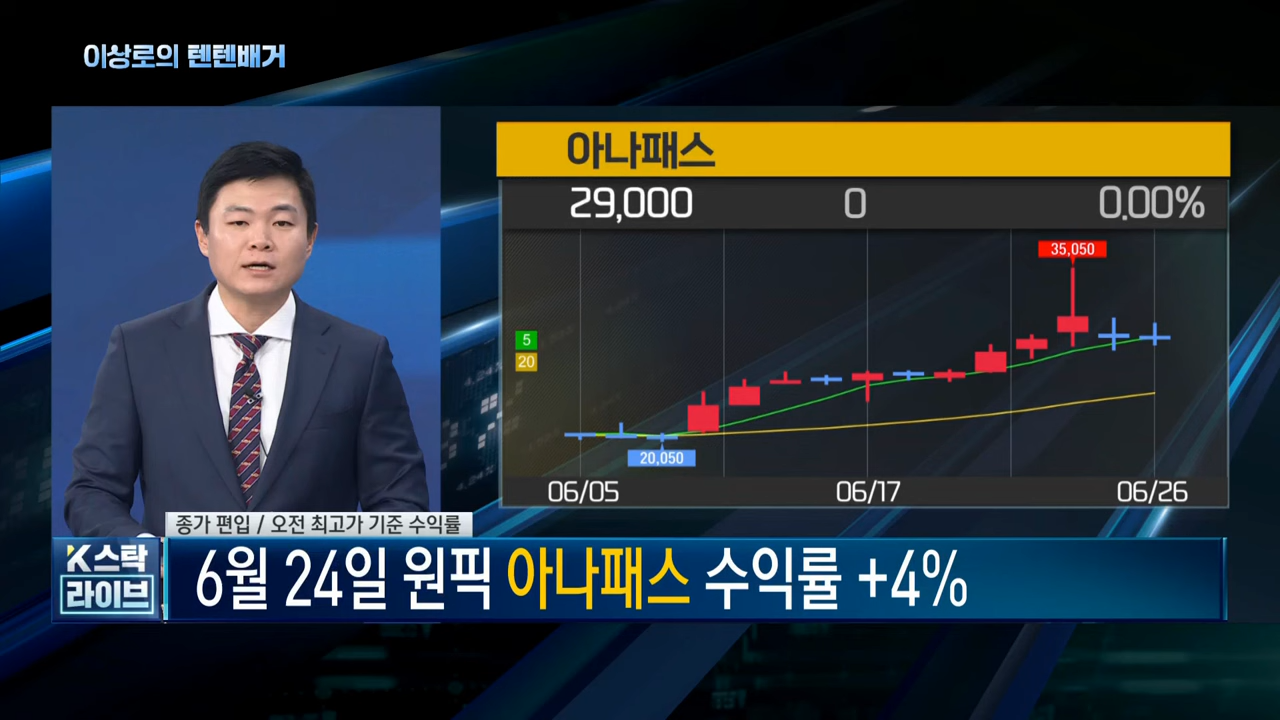 이상로의 텐텐배거
아나패스
29,000 0 0.00%
35,050
5
20
20,050
06/05 06/17 06/26
종가 편입 / 오전 최고가 기준 수익률
K스탁
라이브
6월 24일 원픽 아나패스 수익률 +4%